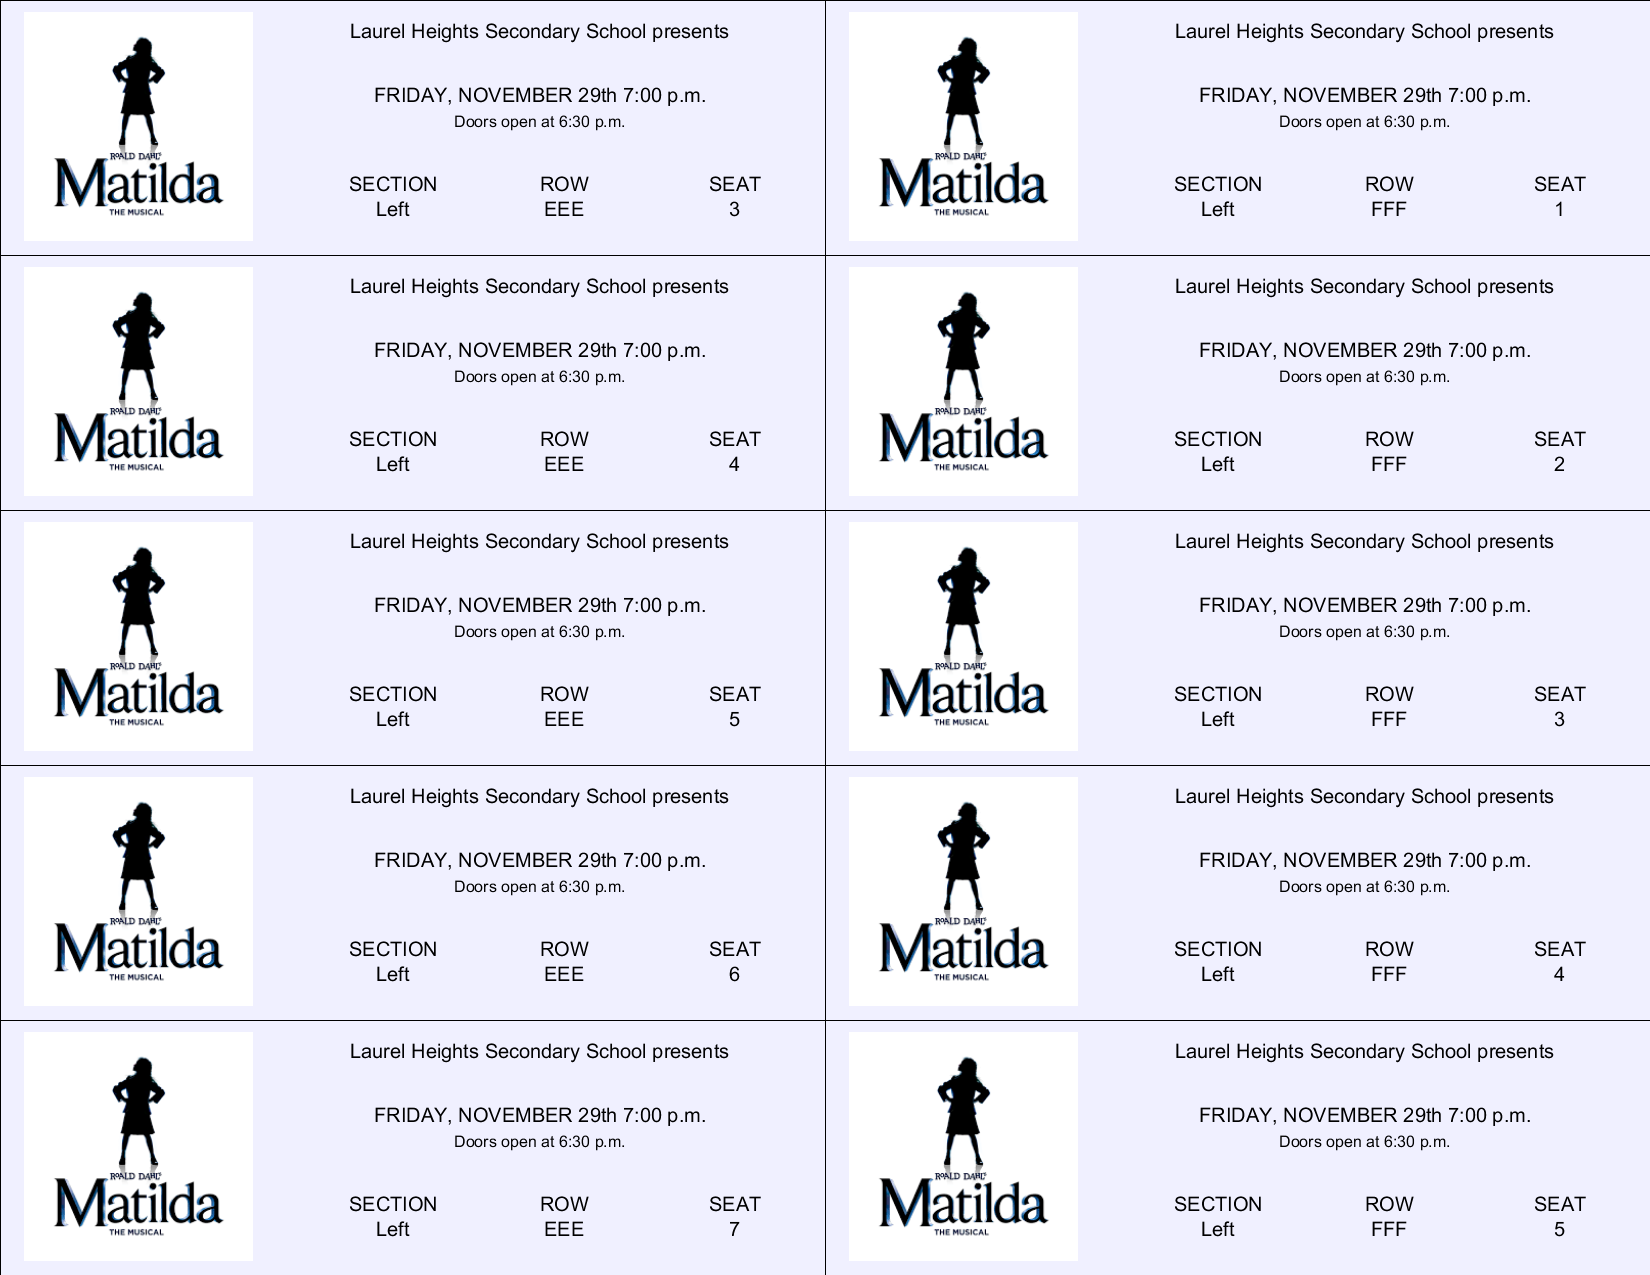 Laurel Heights Secondary School presents
FRIDAY, NOVEMBER 29th 7:00 p.m.
Doors open at 6:30 p.m.
ROALD DAHL'S
Matilda
THE MUSICAL
SECTION ROW SEAT
Left EEE 3
Laurel Heights Secondary School presents
FRIDAY, NOVEMBER 29th 7:00 p.m.
Doors open at 6:30 p.m.
ROALD DAHL'S
Matilda
THE MUSICAL
SECTION ROW SEAT
Left FFF 1
Laurel Heights Secondary School presents
FRIDAY, NOVEMBER 29th 7:00 p.m.
Doors open at 6:30 p.m.
ROALD DAHL'S
Matilda
THE MUSICAL
SECTION ROW SEAT
Left EEE 4
Laurel Heights Secondary School presents
FRIDAY, NOVEMBER 29th 7:00 p.m.
Doors open at 6:30 p.m.
ROALD DAHL'S
Matilda
THE MUSICAL
SECTION ROW SEAT
Left FFF 2
Laurel Heights Secondary School presents
FRIDAY, NOVEMBER 29th 7:00 p.m.
Doors open at 6:30 p.m.
ROALD DAHL'S
Matilda
THE MUSICAL
SECTION ROW SEAT
Left EEE 5
Laurel Heights Secondary School presents
FRIDAY, NOVEMBER 29th 7:00 p.m.
Doors open at 6:30 p.m.
ROALD DAHL'S
Matilda
THE MUSICAL
SECTION ROW SEAT
Left FFF 3
Laurel Heights Secondary School presents
FRIDAY, NOVEMBER 29th 7:00 p.m.
Doors open at 6:30 p.m.
ROALD DAHL'S
Matilda
THE MUSICAL
SECTION ROW SEAT
Left EEE 6
Laurel Heights Secondary School presents
FRIDAY, NOVEMBER 29th 7:00 p.m.
Doors open at 6:30 p.m.
ROALD DAHL'S
Matilda
THE MUSICAL
SECTION ROW SEAT
Left FFF 4
Laurel Heights Secondary School presents
FRIDAY, NOVEMBER 29th 7:00 p.m.
Doors open at 6:30 p.m.
ROALD DAHL'S
Matilda
THE MUSICAL
SECTION ROW SEAT
Left EEE 7
Laurel Heights Secondary School presents
FRIDAY, NOVEMBER 29th 7:00 p.m.
Doors open at 6:30 p.m.
ROALD DAHL'S
Matilda
THE MUSICAL
SECTION ROW SEAT
Left FFF 5